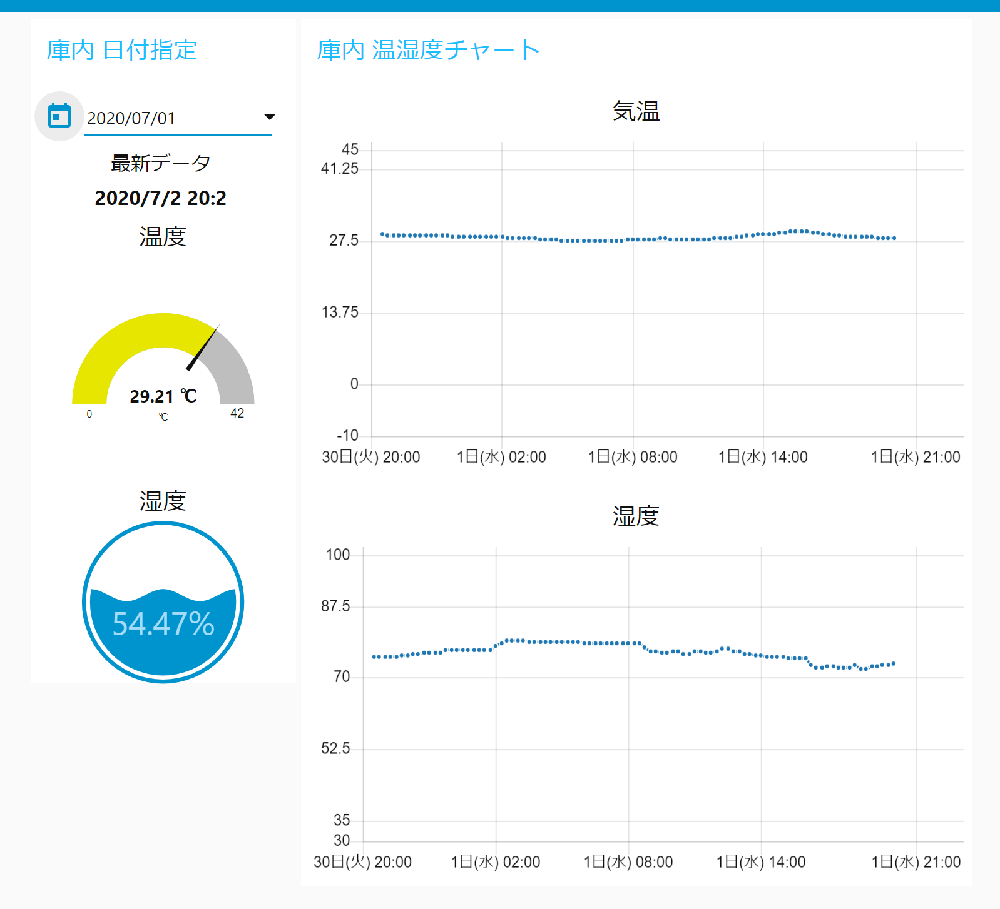 庫内 日付指定
2020/07/01
最新データ
2020/7/2 20:2
温度
29.21 ℃
0
℃
42
湿度
54.47%
庫内 温湿度チャート
気温
45
41.25
27.5
13.75
0
-10
30日(火) 20:00
1日(水) 02:00
1日(水) 08:00
1日(水) 14:00
1日(水) 21:00
湿度
100
87.5
70
52.5
35
30
30日(火) 20:00
1日(水) 02:00
1日(水) 08:00
1日(水) 14:00
1日(水) 21:00